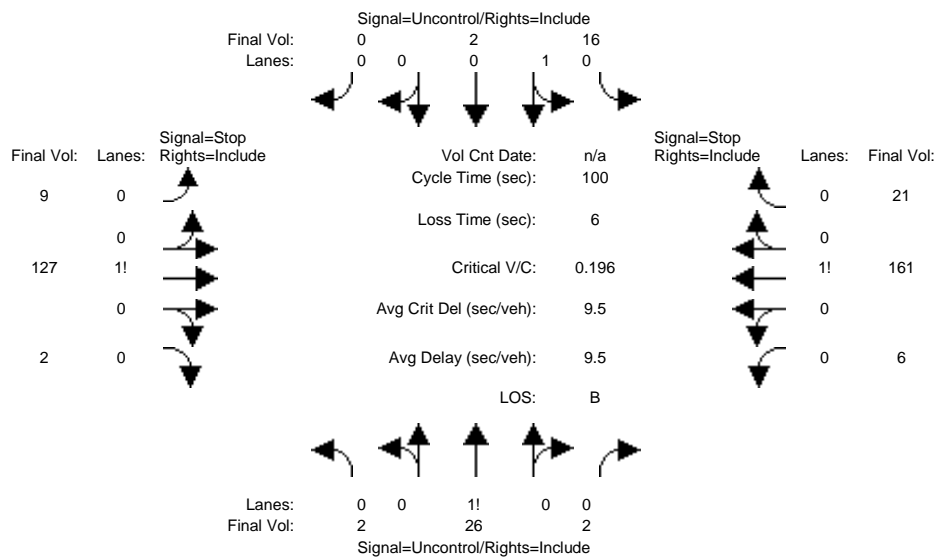 Signal=Uncontrol/Rights=Include
Final Vol: 0 2 16
Lanes: 0 0 0 1 0
Signal=Stop
Final Vol: Lanes: Rights=Include
Vol Cnt Date: n/a
Signal=Stop
Rights=Include Lanes: Final Vol:
Cycle Time (sec): 100
9 0
0 21
Loss Time (sec): 6
0
0
127 1!
Critical V/C: 0.196
1! 161
0
Avg Crit Del (sec/veh): 9.5
0
2 0
Avg Delay (sec/veh): 9.5
0 6
LOS: B
Lanes: 0 0 1! 0 0
Final Vol: 2 26 2
Signal=Uncontrol/Rights=Include